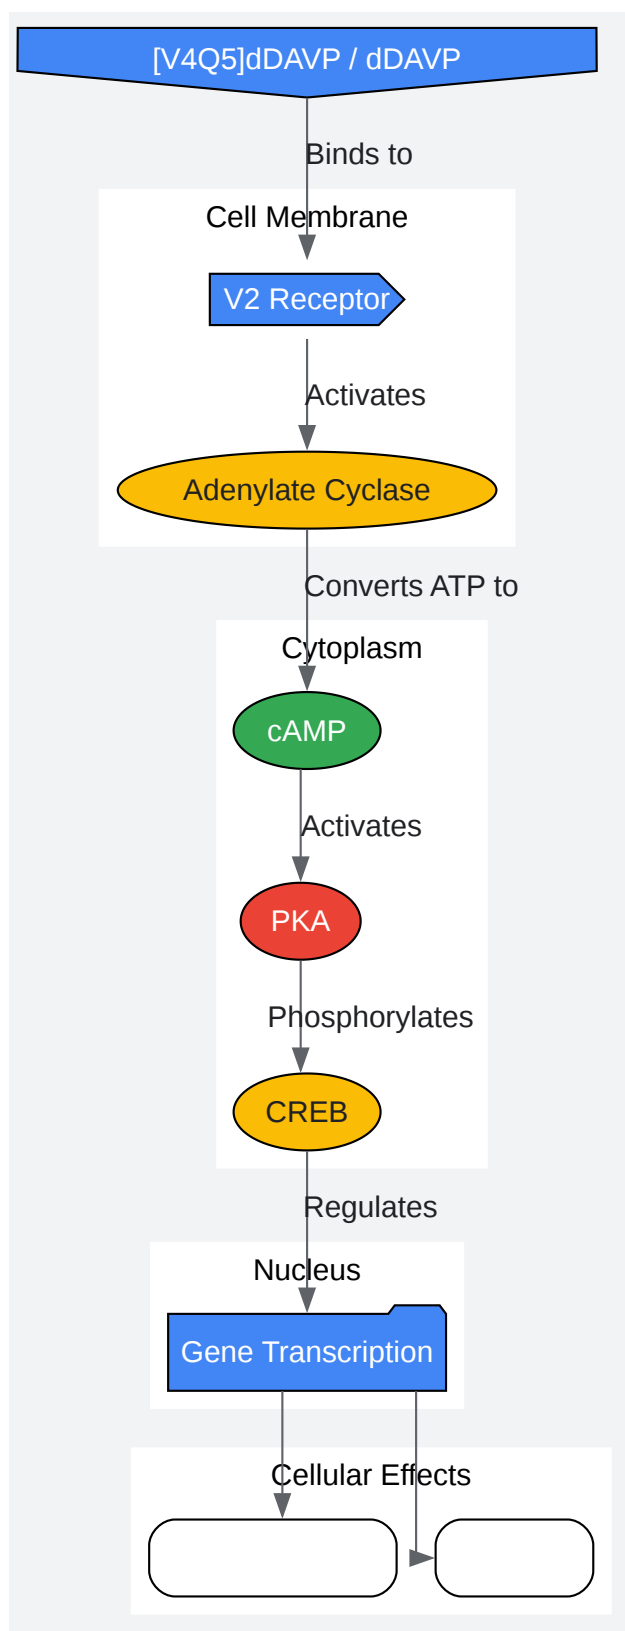 [V4Q5]dDAVP / dDAVP
Binds to
Cell Membrane
V2 Receptor
Activates
Adenylate Cyclase
Converts ATP to
Cytoplasm
cAMP
Activates
PKA
Phosphorylates
CREB
Regulates
Nucleus
Gene Transcription
Cellular Effects